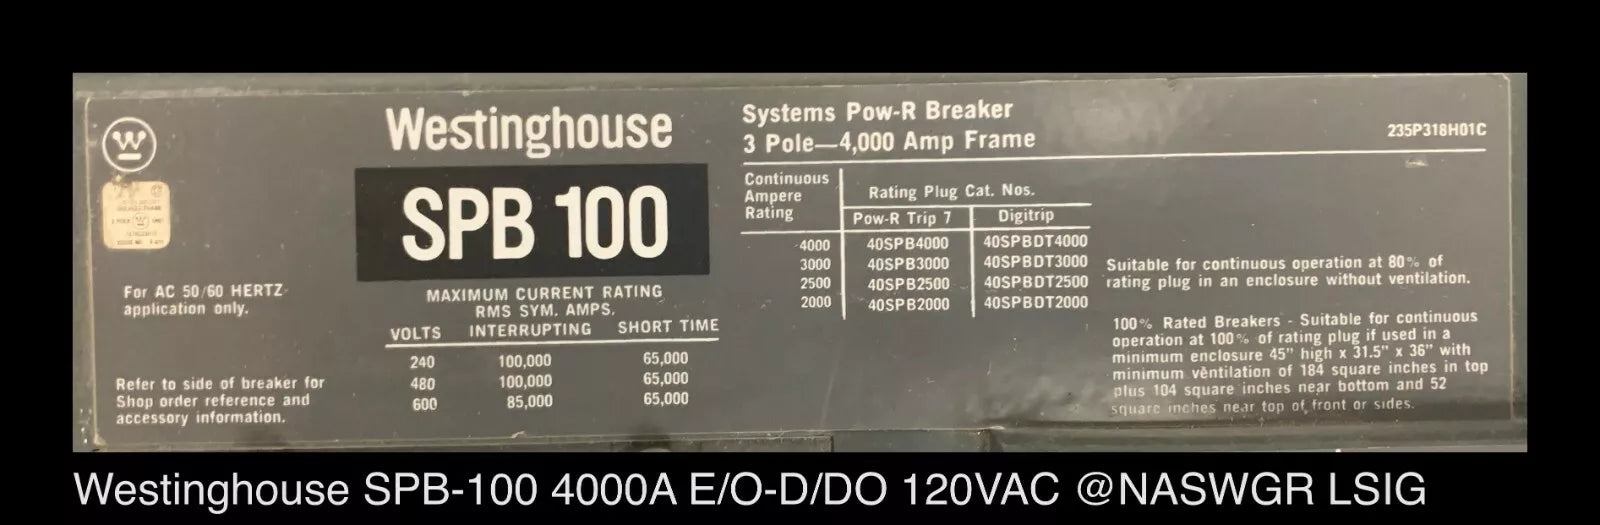 Westinghouse
SPB 100
For AC 50/60 HERTZ
application only.
Refer to side of breaker for
Shop order reference and
accessory information.
MAXIMUM CURRENT RATING
RMS SYM. AMPS.
VOLTS INTERRUPTING SHORT TIME
240 100,000 65,000
480 100,000 65,000
600 85,000 65,000
Systems Pow-R Breaker
3 Pole—4,000 Amp Frame
235P318H01C
Continuous
Ampere
Rating
Rating Plug Cat. Nos.
Pow-R Trip 7 Digitrip
4000 40SPB4000 40SPBDT4000
3000 40SPB3000 40SPBDT3000
2500 40SPB2500 40SPBDT2500
2000 40SPB2000 40SPBDT2000
Suitable for continuous operation at 80% of
rating plug in an enclosure without ventilation.
100% Rated Breakers - Suitable for continuous
operation at 100% of rating plug if used in a
minimum enclosure 45" high x 31.5" x 36" with
minimum ventilation of 184 square inches in top
plus 104 square inches near bottom and 52
square inches near top of front or sides.
Westinghouse SPB-100 4000A E/O-D/DO 120VAC @NASWGR LSIG